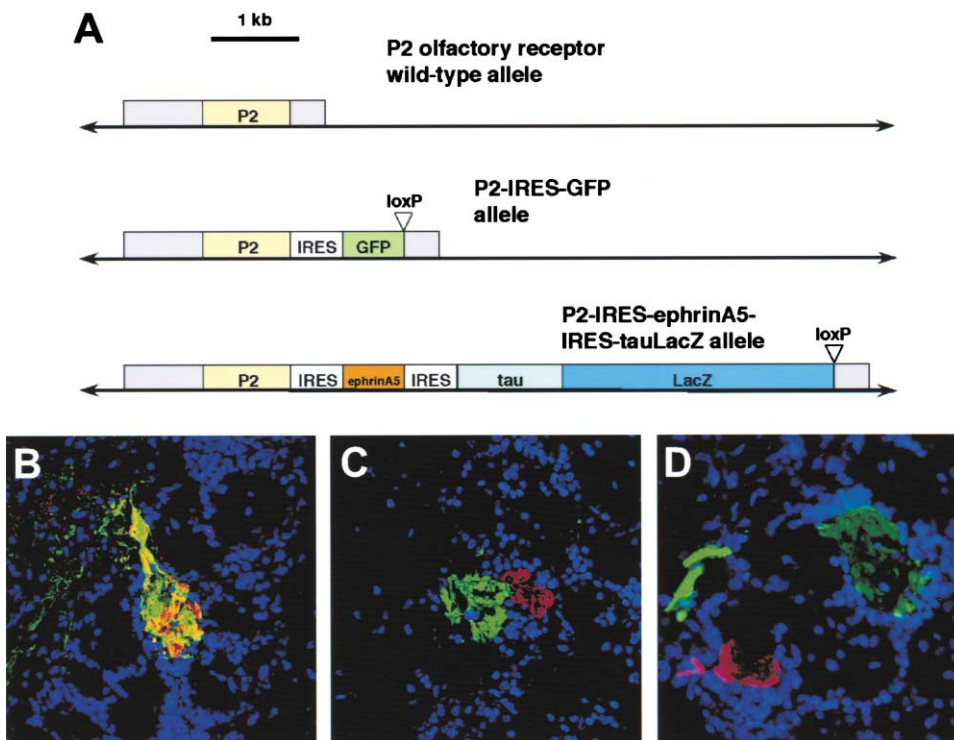 A
1 kb
P2 olfactory receptor
wild-type allele
P2
P2-IRES-GFP
allele
loxP
P2
IRES
GFP
P2-IRES-ephrinA5-
IRES-tauLacZ allele
loxP
P2
IRES
ephrinA5
IRES
tau
LacZ
B
C
D